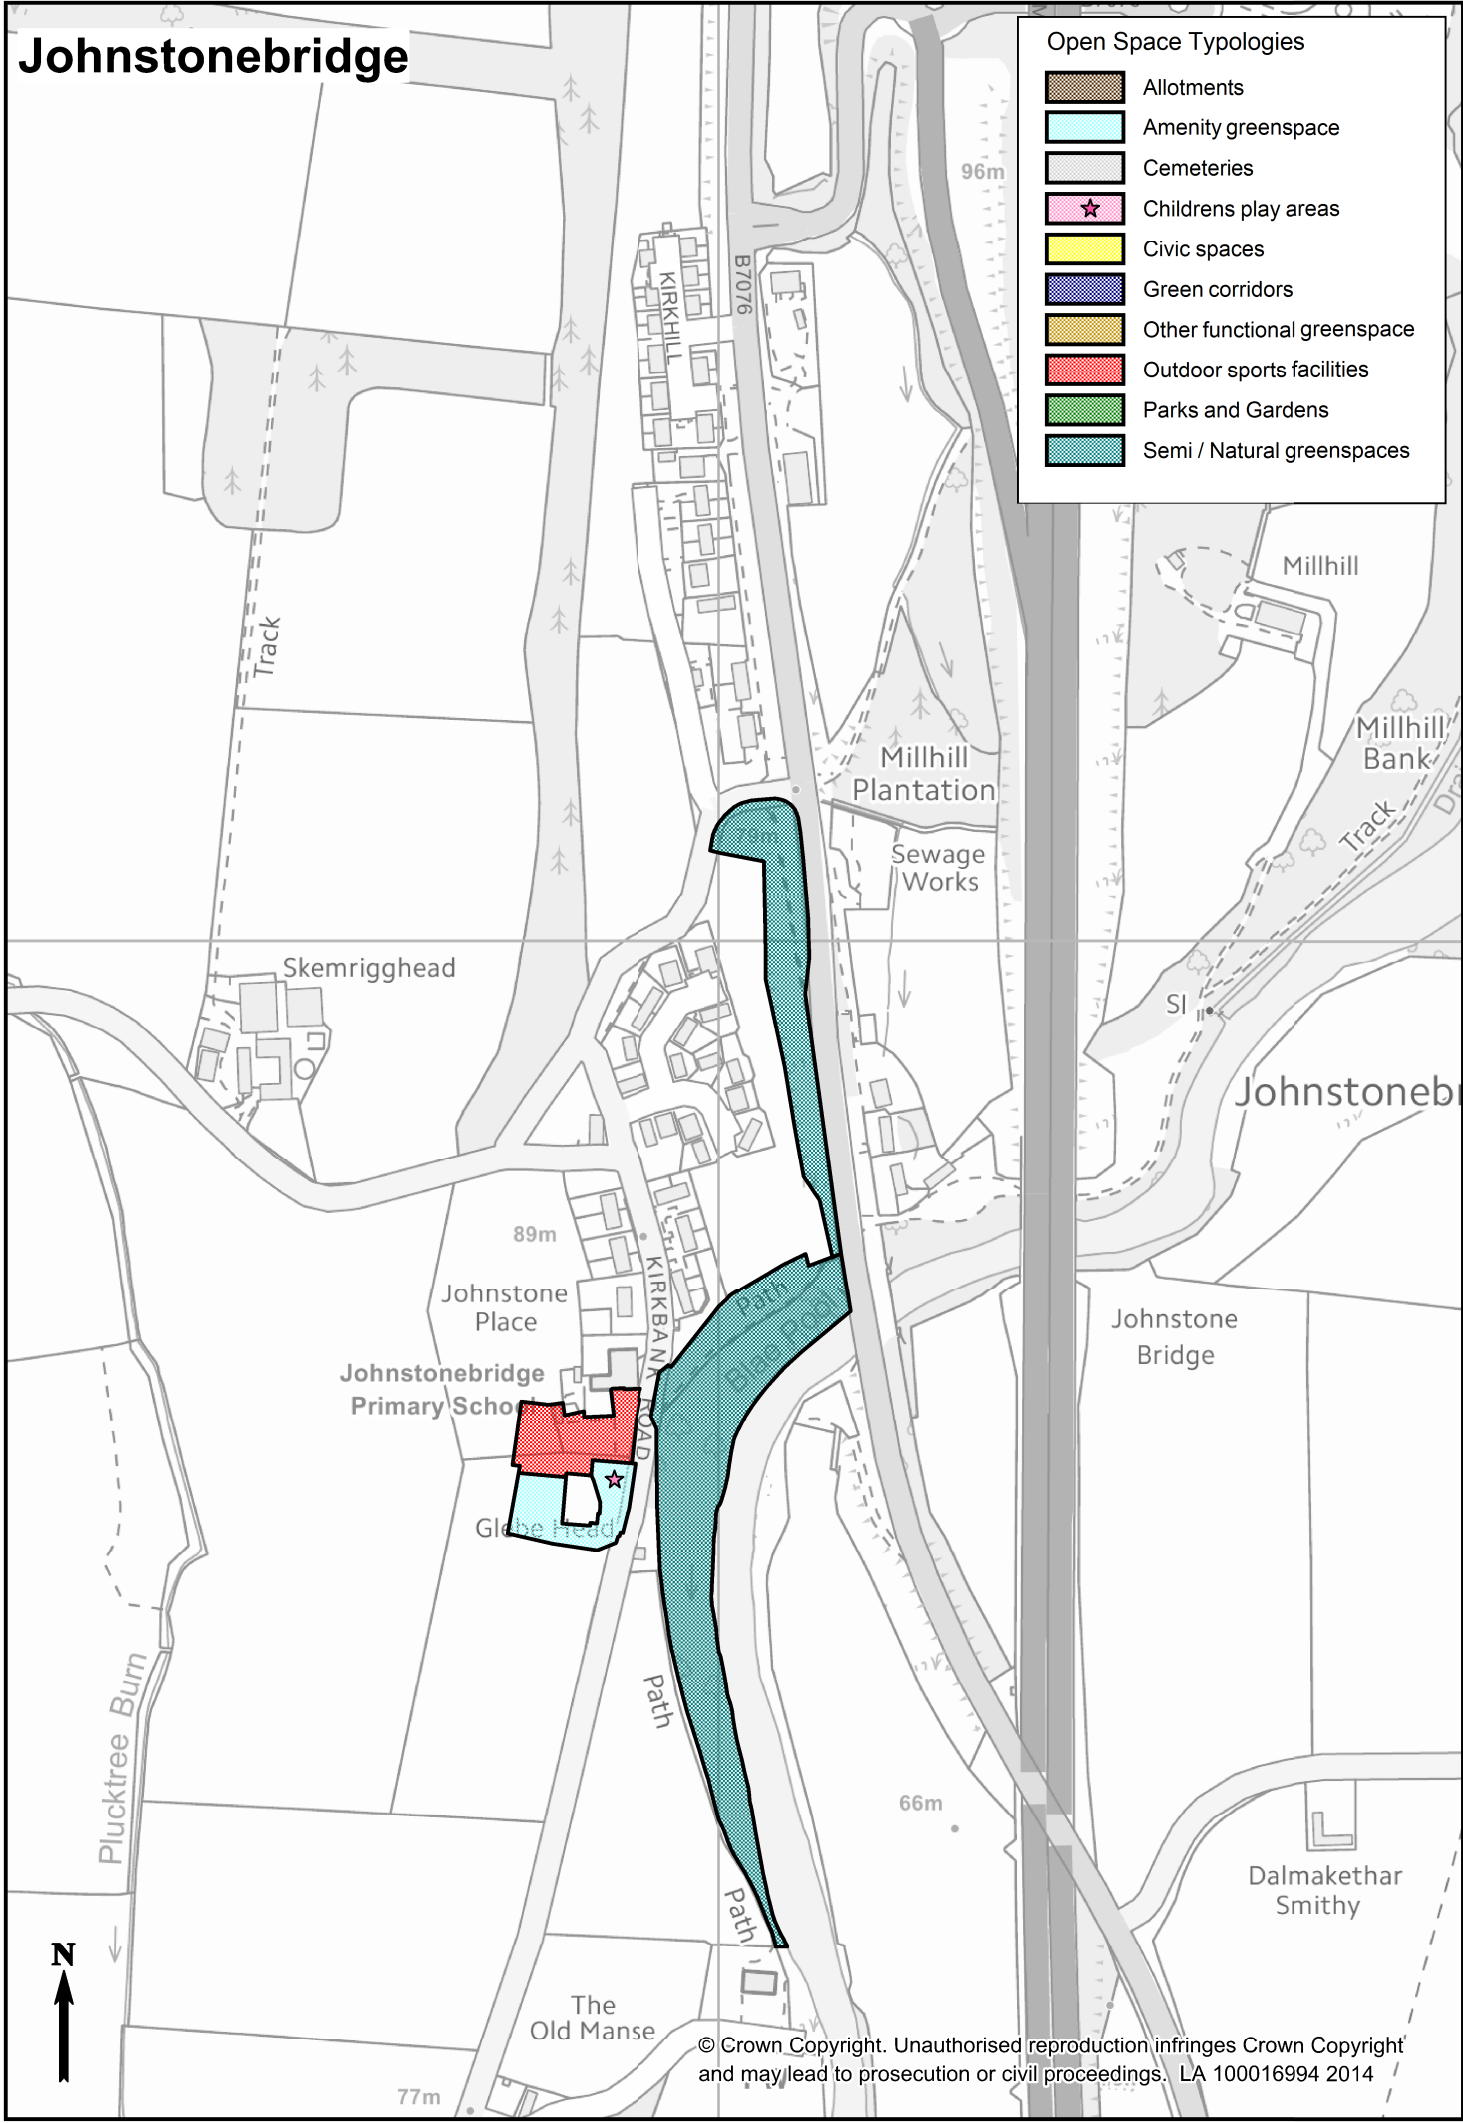 Johnstonebridge
Open Space Typologies
Allotments
Amenity greenspace
Cemeteries
Childrens play areas
Civic spaces
Green corridors
Other functional greenspace
Outdoor sports facilities
Parks and Gardens
Semi / Natural greenspaces
96m
B7076
KIRKHILL
Millhill
Track
Millhill
Bank
Millhill
Plantation
Track
79m
Sewage
Works
Skemrigghead
SI
89m
Johnstone
Place
KIRKBANK ROAD
Path
Johnstone
Bridge
Johnstonebridge
Primary School
Glebe Head
Path
Plucktree Burn
66m
Dalmakethar
Smithy
Path
N
The
Old Manse
© Crown Copyright. Unauthorised reproduction infringes Crown Copyright
and may lead to prosecution or civil proceedings. LA 100016994 2014
77m